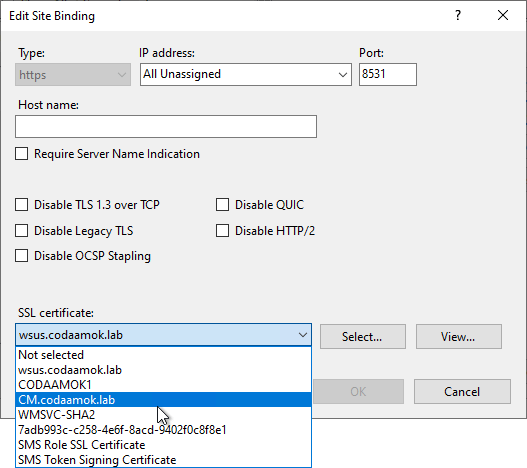 Edit Site Binding
?
Type:
IP address:
Port:
https
All Unassigned
8531
Host name:
Require Server Name Indication
Disable TLS 1.3 over TCP
Disable QUIC
Disable Legacy TLS
Disable HTTP/2
Disable OCSP Stapling
SSL certificate:
wsus.codaamok.lab
Select...
View...
Not selected
wsus.codaamok.lab
CODAAMOK1
CM.codaamok.lab
WMSVC-SHA2
7adb993c-c258-4e6f-8acd-9402f0c8f8e1
SMS Role SSL Certificate
SMS Token Signing Certificate
OK
Cancel